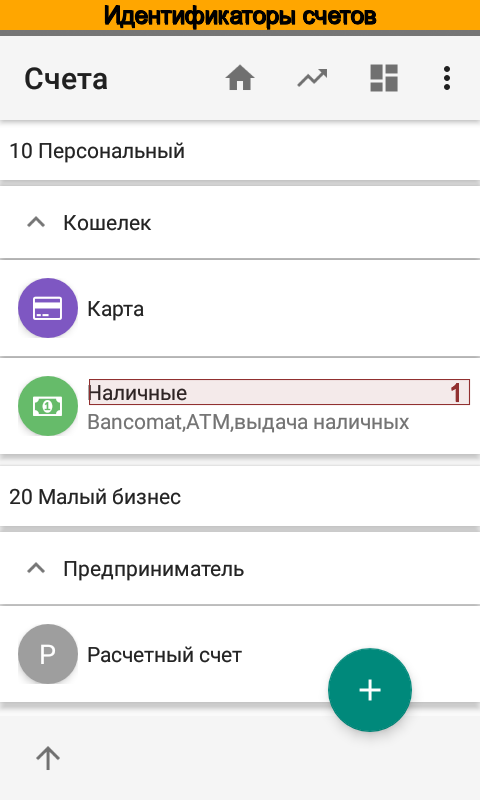 Идентификаторы счетов
Счета
10 Персональный
Кошелек
Карта
Наличные 1
1
Bancomat,ATM,выдача наличных
20 Малый бизнес
Предприниматель
Р Расчетный счет
+